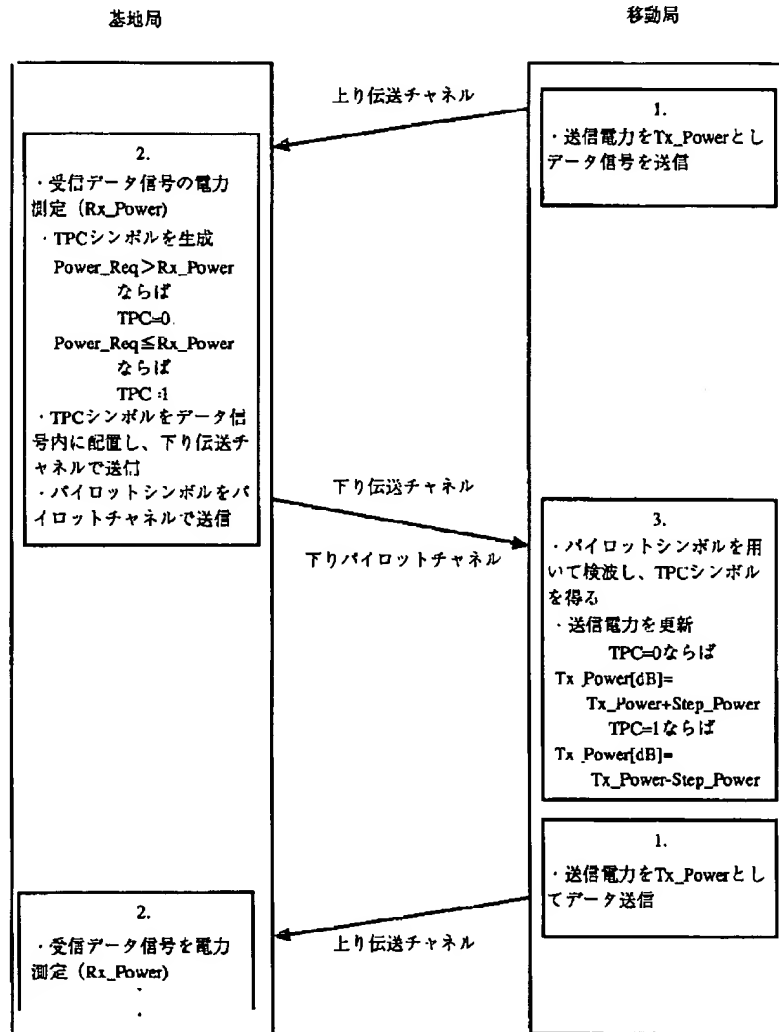 基地局
移動局
上り伝送チャネル
1.
・送信電力をTx_Powerとし
データ信号を送信
2.
・受信データ信号の電力
測定（Rx_Power)
・TPCシンボルを生成
Power_Req＞Rx_Power
ならば
TPC=0.
Power_Req≦Rx_Power
ならば
TPC=1
・TPCシンボルをデータ信
号内に配置し、下り伝送チ
ャネルで送信
・パイロットシンボルをパ
イロットチャネルで送信
下り伝送チャネル
下りパイロットチャネル
3.
・パイロットシンボルを用
いて検波し、TPCシンボル
を得る
・送信電力を更新
TPC=0ならば
Tx_Power[dB]=
Tx_Power+Step_Power
TPC=1ならば
Tx_Power[dB]=
Tx_Power-Step_Power
1.
・送信電力をTx_Powerとし
てデータ送信
上り伝送チャネル
2.
・受信データ信号を電力
測定（Rx_Power)
・
・